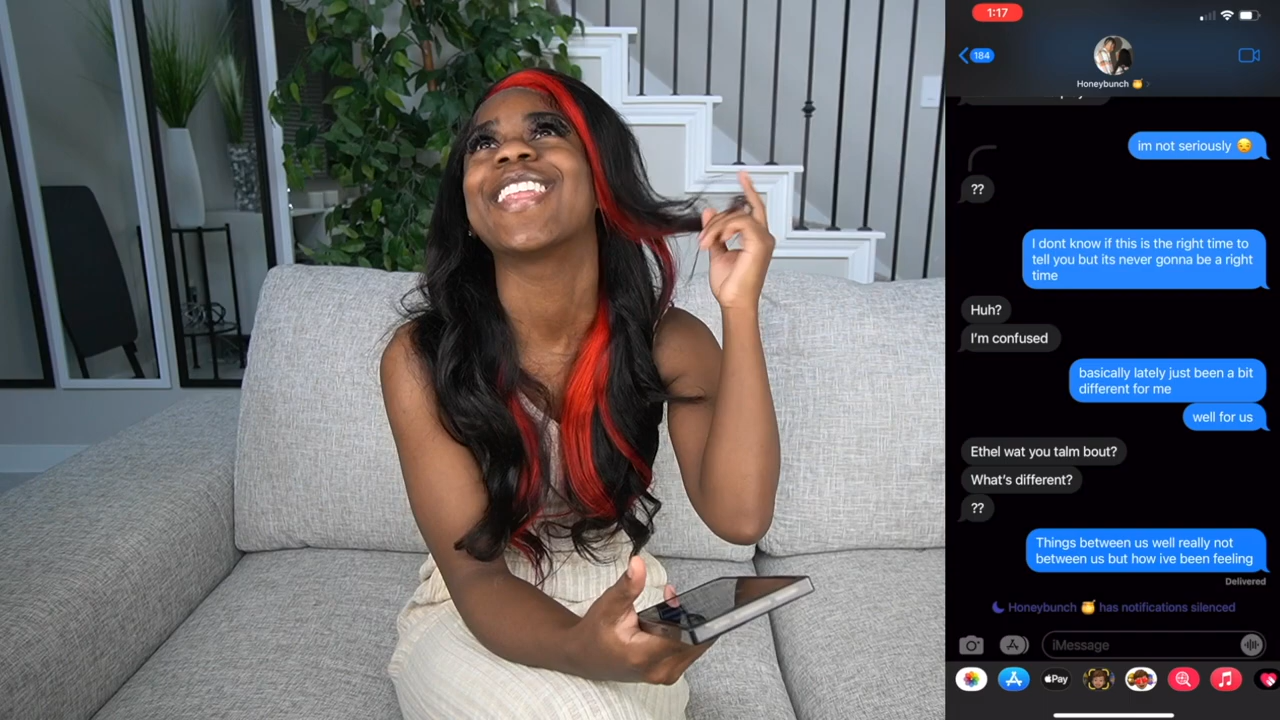 1:17
184
Honeybunch 🍯
im not seriously 😒
??
I dont know if this is the right time to
tell you but its never gonna be a right
time
Huh?
I'm confused
basically lately just been a bit
different for me
well for us
Ethel wat you talm bout?
What's different?
??
Things between us well really not
between us but how ive been feeling
Delivered
Honeybunch 🍯 has notifications silenced
iMessage
Pay